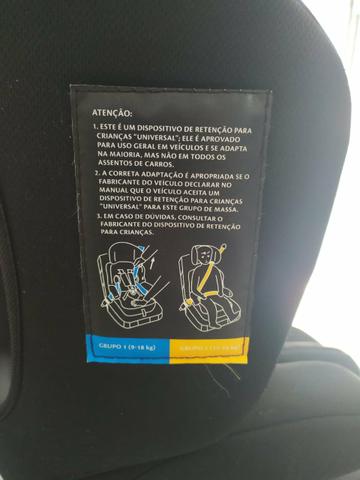 ATENÇÃO:
1. ESTE É UM DISPOSITIVO DE RETENÇÃO PARA
CRIANÇAS "UNIVERSAL"; ELE É APROVADO
PARA USO GERAL EM VEÍCULOS E SE ADAPTA
NA MAIORIA, MAS NÃO EM TODOS OS
ASSENTOS DE CARROS.
2. A CORRETA ADAPTAÇÃO É APROPRIADA SE O
FABRICANTE DO VEÍCULO DECLARAR NO
MANUAL QUE O VEÍCULO ACEITA UM
DISPOSITIVO DE RETENÇÃO PARA CRIANÇAS
"UNIVERSAL" PARA ESTE GRUPO DE MASSA.
3. EM CASO DE DÚVIDAS, CONSULTAR O
FABRICANTE DO DISPOSITIVO DE RETENÇÃO
PARA CRIANÇAS.
GRUPO 1 (9-18 kg)
GRUPO kg)